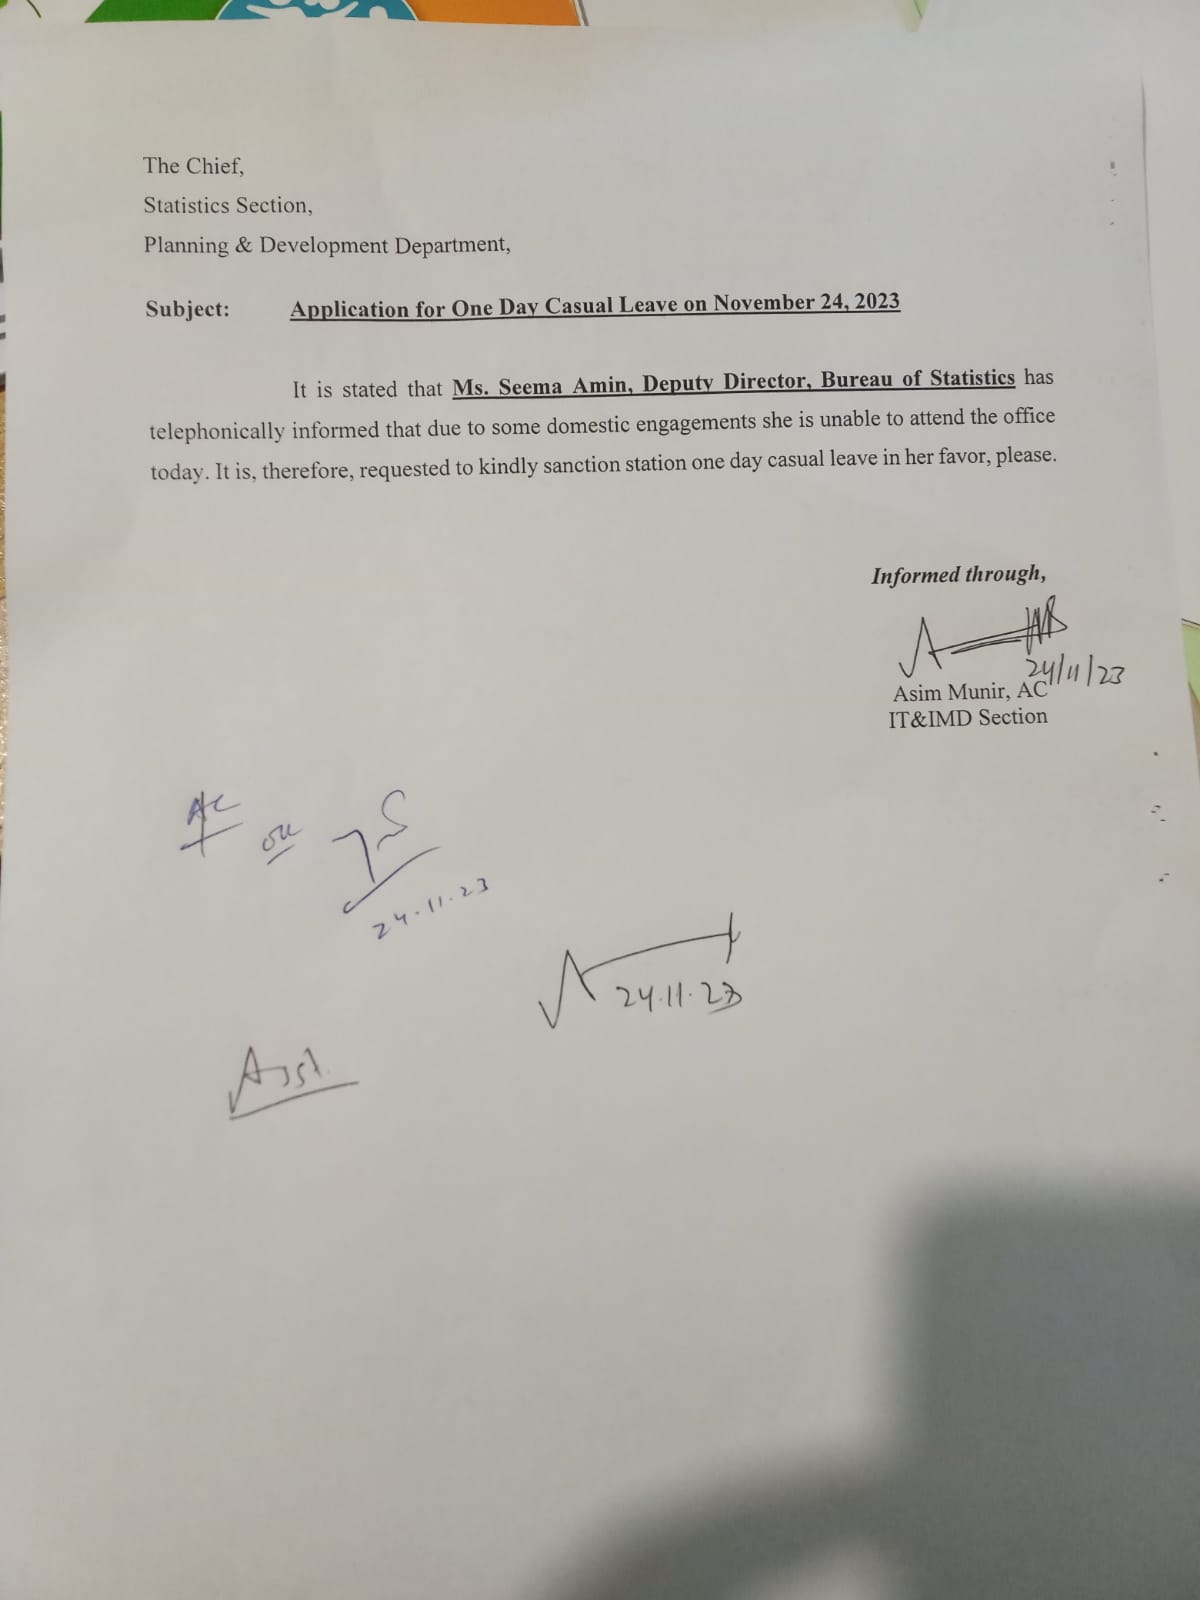 The Chief,
Statistics Section,
Planning & Development Department,
Subject: Application for One Day Casual Leave on November 24, 2023
It is stated that Ms. Seema Amin, Deputy Director, Bureau of Statistics has
telephonically informed that due to some domestic engagements she is unable to attend the office
today. It is, therefore, requested to kindly sanction station one day casual leave in her favor, please.
Informed through,
24/11/23
Asim Munir, AC
IT&IMD Section
AC
24.11.23
24.11.23
Asst.